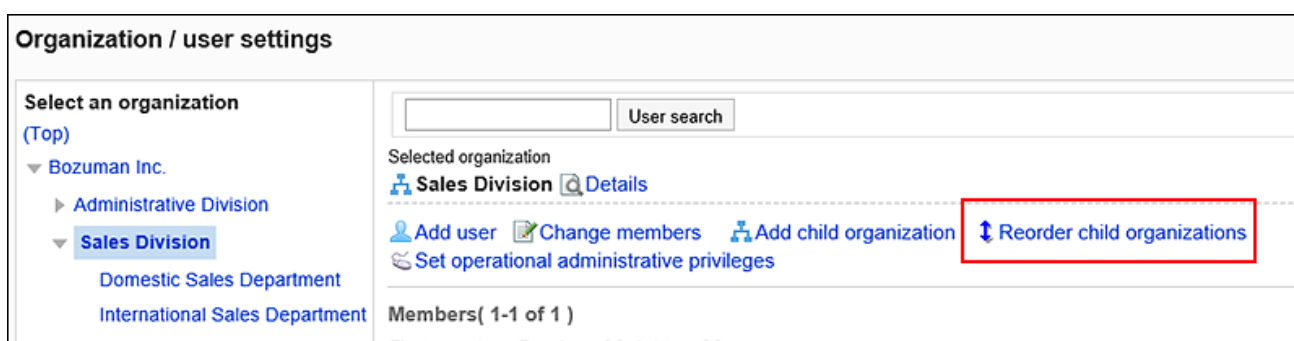 Organization / user settings
Select an organization
(Top)
Bozuman Inc.
Administrative Division
Sales Division
Domestic Sales Department
International Sales Department
User search
Selected organization
Sales Division Details
Add user Change members Add child organization Reorder child organizations
Set operational administrative privileges
Members( 1-1 of 1 )